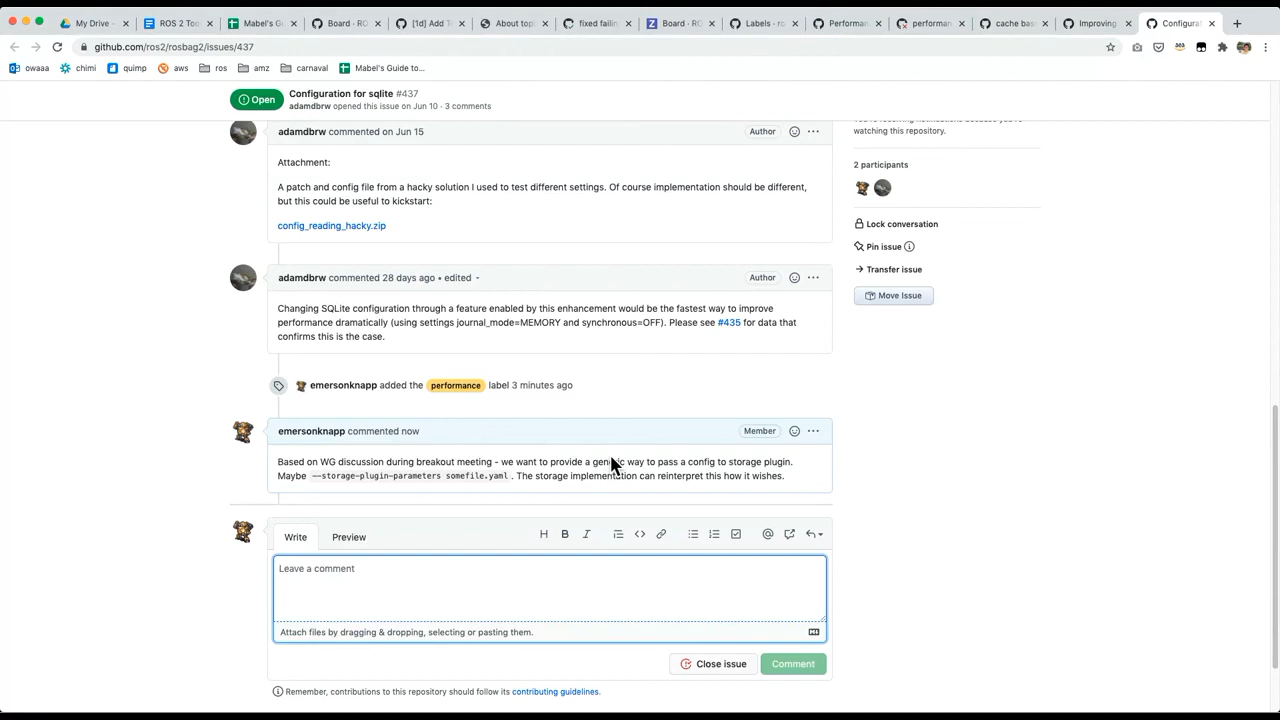 My Drive -
ROS 2 Too
Mabel's Gu
Board · RO
[1d] Add T
About topi
fixed failin
Board · RO
Labels · ro
Performan
performan
cache bas
Improving
Configurat
github.com/ros2/rosbag2/issues/437
owaaa
chimi
quimp
aws
ros
amz
carnaval
Mabel's Guide to...
Open
Configuration for sqlite #437
adamdbrw opened this issue on Jun 10 · 3 comments
adamdbrw commented on Jun 15
Author
Attachment:
A patch and config file from a hacky solution I used to test different settings. Of course implementation should be different,
but this could be useful to kickstart:
config_reading_hacky.zip
adamdbrw commented 28 days ago • edited
Author
Changing SQLite configuration through a feature enabled by this enhancement would be the fastest way to improve
performance dramatically (using settings journal_mode=MEMORY and synchronous=OFF). Please see #435 for data that
confirms this is the case.
emersonknapp added the performance label 3 minutes ago
emersonknapp commented now
Member
Based on WG discussion during breakout meeting - we want to provide a generic way to pass a config to storage plugin.
Maybe --storage-plugin-parameters somefile.yaml . The storage implementation can reinterpret this how it wishes.
Write
Preview
H B I
Leave a comment
Attach files by dragging & dropping, selecting or pasting them.
Close issue
Comment
Remember, contributions to this repository should follow its contributing guidelines.
watching this repository.
2 participants
Lock conversation
Pin issue
Transfer issue
Move Issue